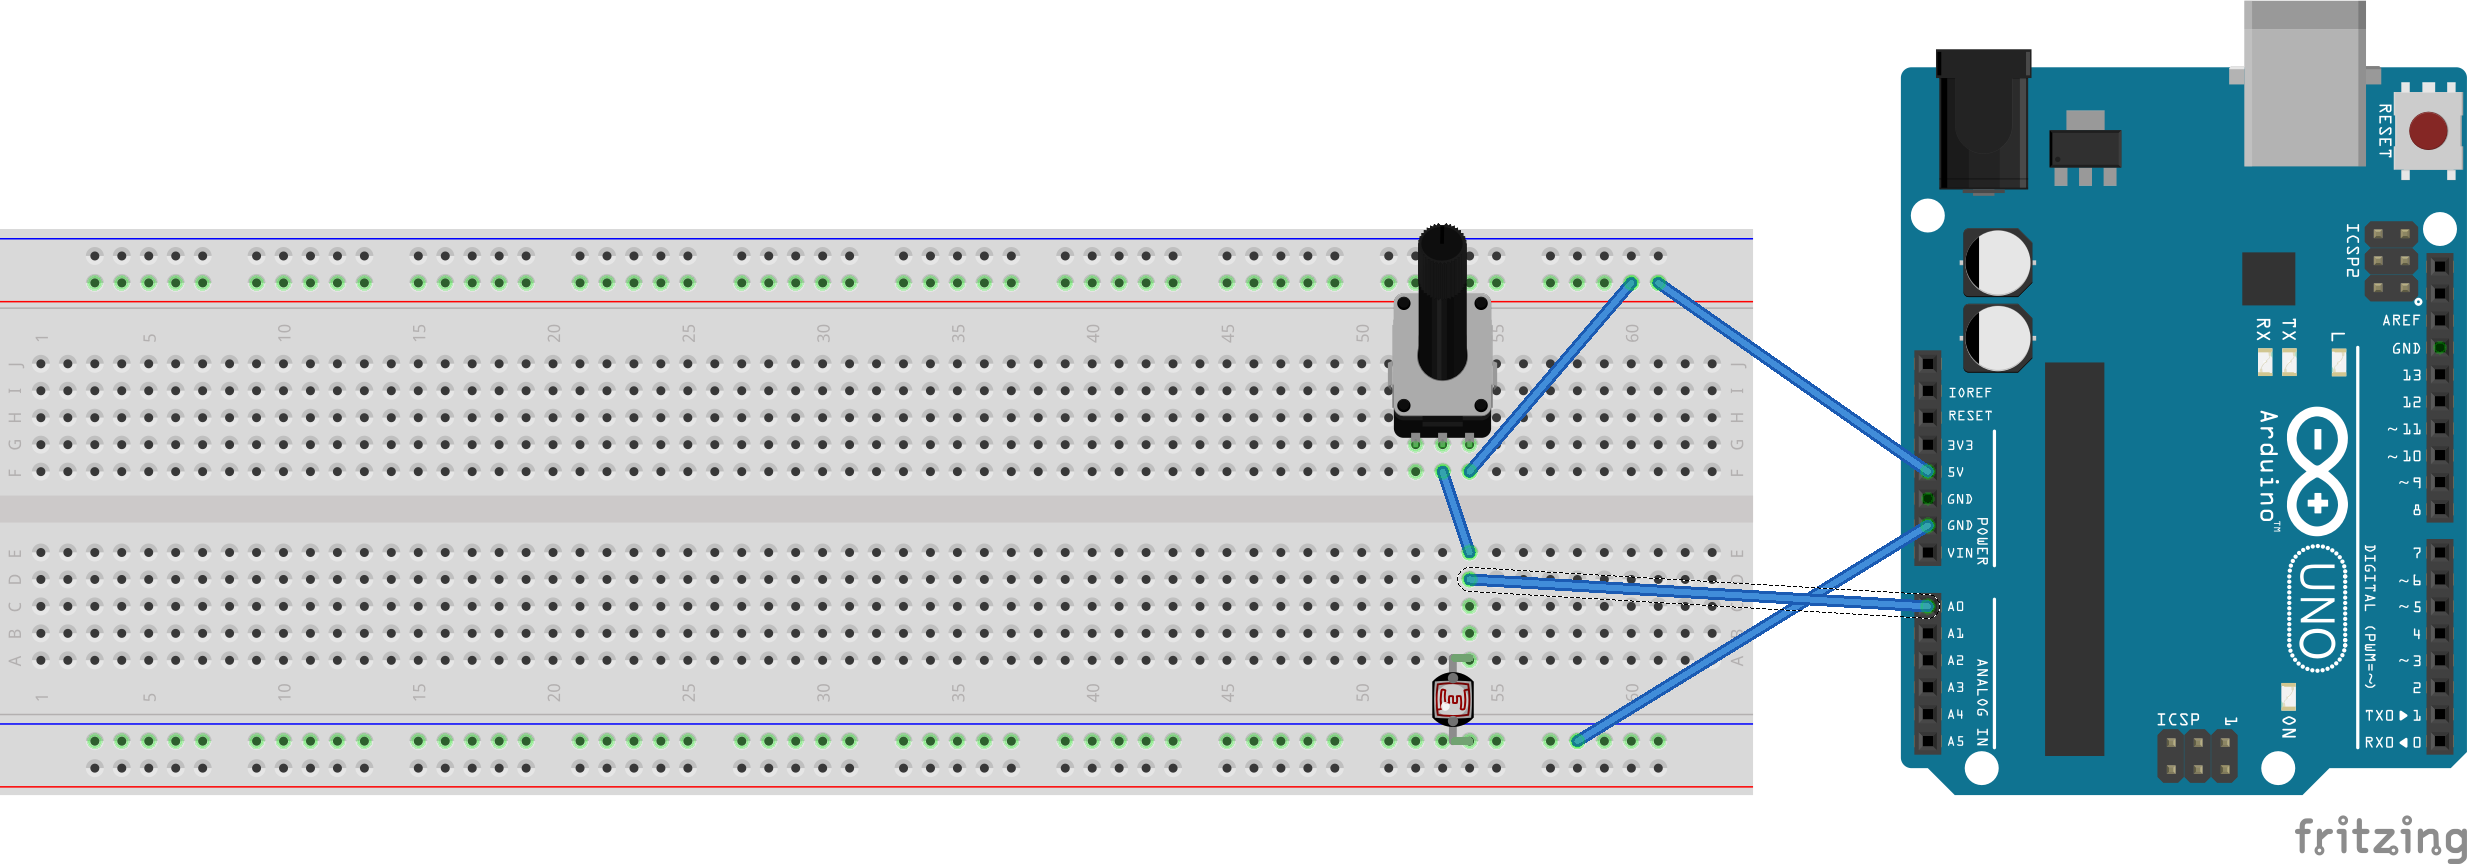 1 5 10 15 20 25 30 35 40 45 50 55 60
J J
I I
H H
G G
F F
E E
D D
C C
B B
A A
1 5 10 15 20 25 30 35 40 45 50 55 60
RESET
ICSP2
IOREF
RESET
3V3
5V
GND
GND
VIN
POWER
A0
A1
A2
A3
A4
A5
ANALOG IN
RX
TX
L
Arduino™
UNO
AREF
GND
13
12
~11
~10
~9
8
7
~6
~5
4
~3
2
TX0▶1
RX0◀0
DIGITAL (PWM=~)
ICSP
1
ON
fritzing